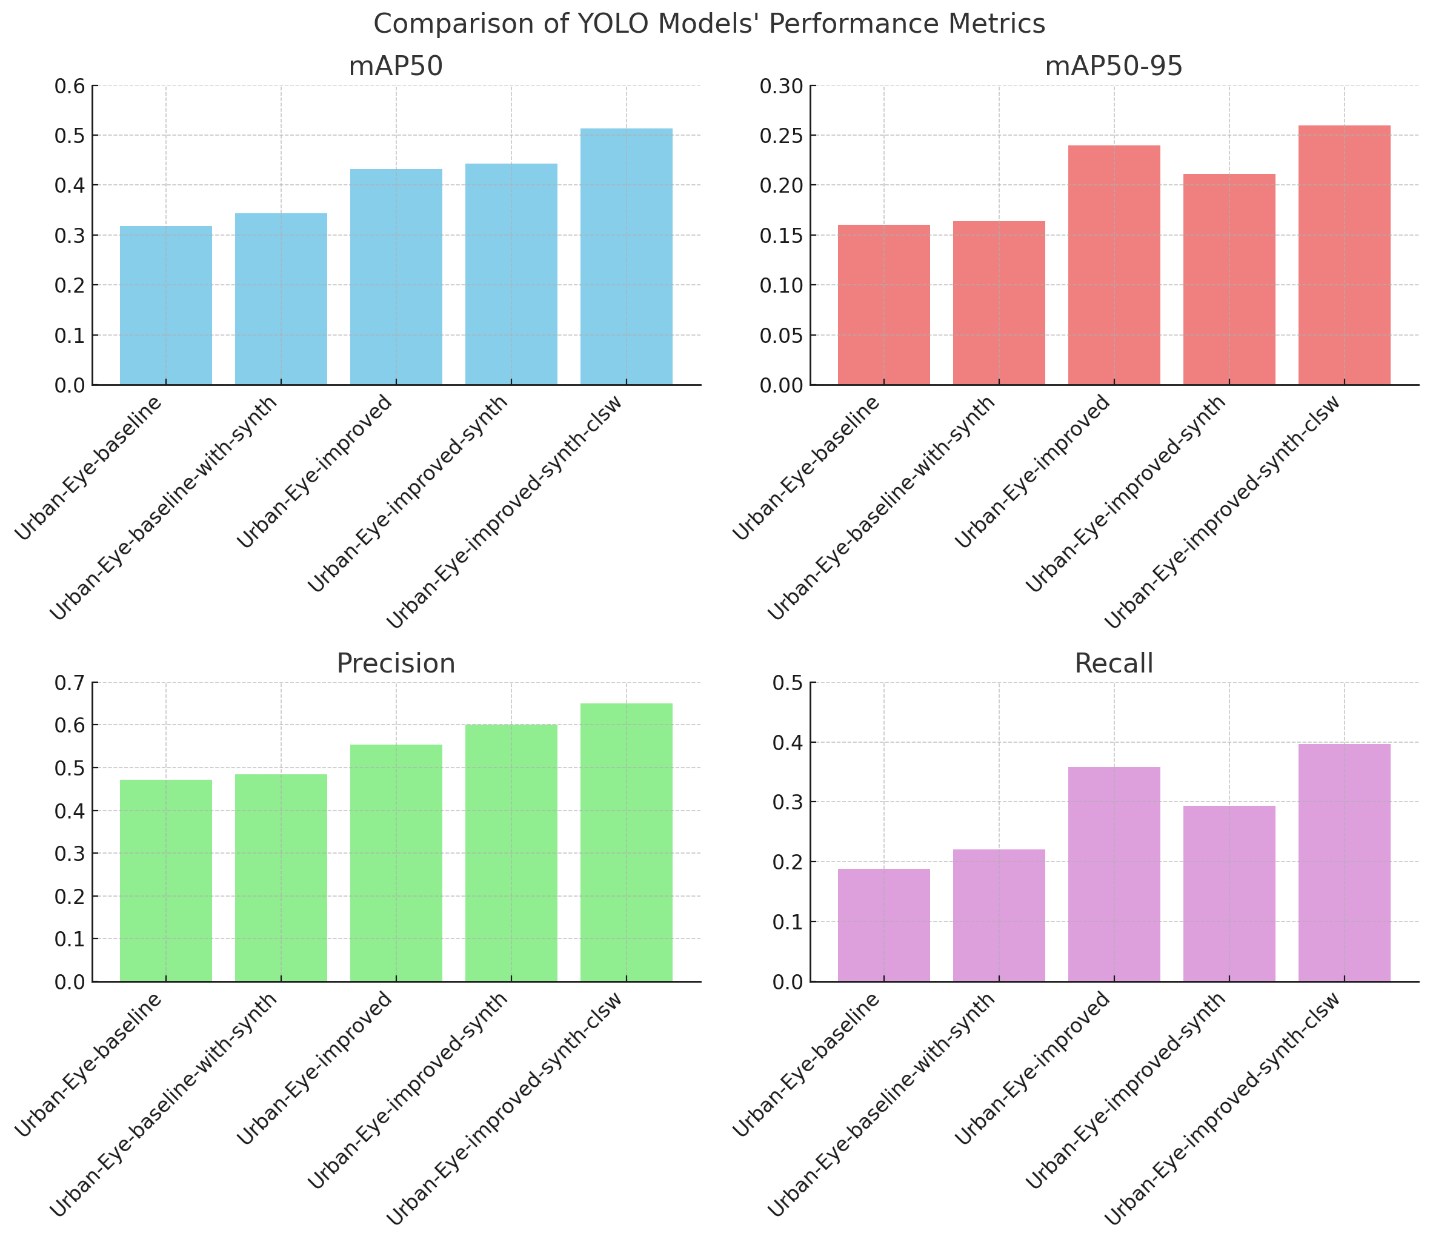 Comparison of YOLO Models' Performance Metrics
mAP50
0.6
0.5
0.4
0.3
0.2
0.1
0.0
Urban-Eye-baseline
Urban-Eye-baseline-with-synth
Urban-Eye-improved
Urban-Eye-improved-synth
Urban-Eye-improved-synth-clsw
mAP50-95
0.30
0.25
0.20
0.15
0.10
0.05
0.00
Urban-Eye-baseline
Urban-Eye-baseline-with-synth
Urban-Eye-improved
Urban-Eye-improved-synth
Urban-Eye-improved-synth-clsw
Precision
0.7
0.6
0.5
0.4
0.3
0.2
0.1
0.0
Urban-Eye-baseline
Urban-Eye-baseline-with-synth
Urban-Eye-improved
Urban-Eye-improved-synth
Urban-Eye-improved-synth-clsw
Recall
0.5
0.4
0.3
0.2
0.1
0.0
Urban-Eye-baseline
Urban-Eye-baseline-with-synth
Urban-Eye-improved
Urban-Eye-improved-synth
Urban-Eye-improved-synth-clsw